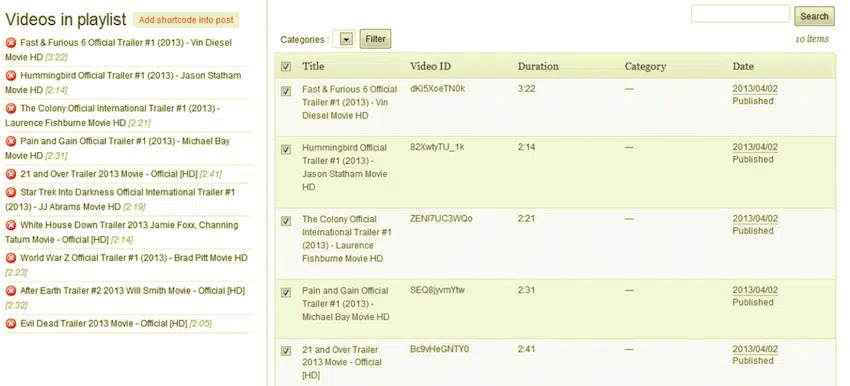 Videos in playlist Add shortcode into post
Fast & Furious 6 Official Trailer #1 (2013) - Vin Diesel
Movie HD [3:22]
Hummingbird Official Trailer #1 (2013) - Jason Statham
Movie HD [2:14]
The Colony Official International Trailer #1 (2013) -
Laurence Fishburne Movie HD [2:21]
Pain and Gain Official Trailer #1 (2013) - Michael Bay
Movie HD [2:31]
21 and Over Trailer 2013 Movie - Official [HD] [2:41]
Star Trek Into Darkness Official International Trailer #1
(2013) - JJ Abrams Movie HD [2:19]
White House Down Trailer 2013 Jamie Foxx, Channing
Tatum Movie - Official [HD] [2:14]
World War Z Official Trailer #1 (2013) - Brad Pitt Movie HD
[2:23]
After Earth Trailer #2 2013 Will Smith Movie - Official [HD]
[2:32]
Evil Dead Trailer 2013 Movie - Official [HD] [2:05]
Search
Categories : Filter 10 items
Title Video ID Duration Category Date
Fast & Furious 6 Official dKi5XoeTN0k 3:22 — 2013/04/02
Trailer #1 (2013) - Vin Published
Diesel Movie HD
Hummingbird Official 82XwtyTU_1k 2:14 — 2013/04/02
Trailer #1 (2013) - Published
Jason Statham Movie
HD
The Colony Official ZENI7UC3WQo 2:21 — 2013/04/02
International Trailer #1 Published
(2013) - Laurence
Fishburne Movie HD
Pain and Gain Official SEQ8jyvmYtw 2:31 — 2013/04/02
Trailer #1 (2013) - Published
Michael Bay Movie HD
21 and Over Trailer Bc9vHeGNTY0 2:41 — 2013/04/02
2013 Movie - Official Published
[HD]